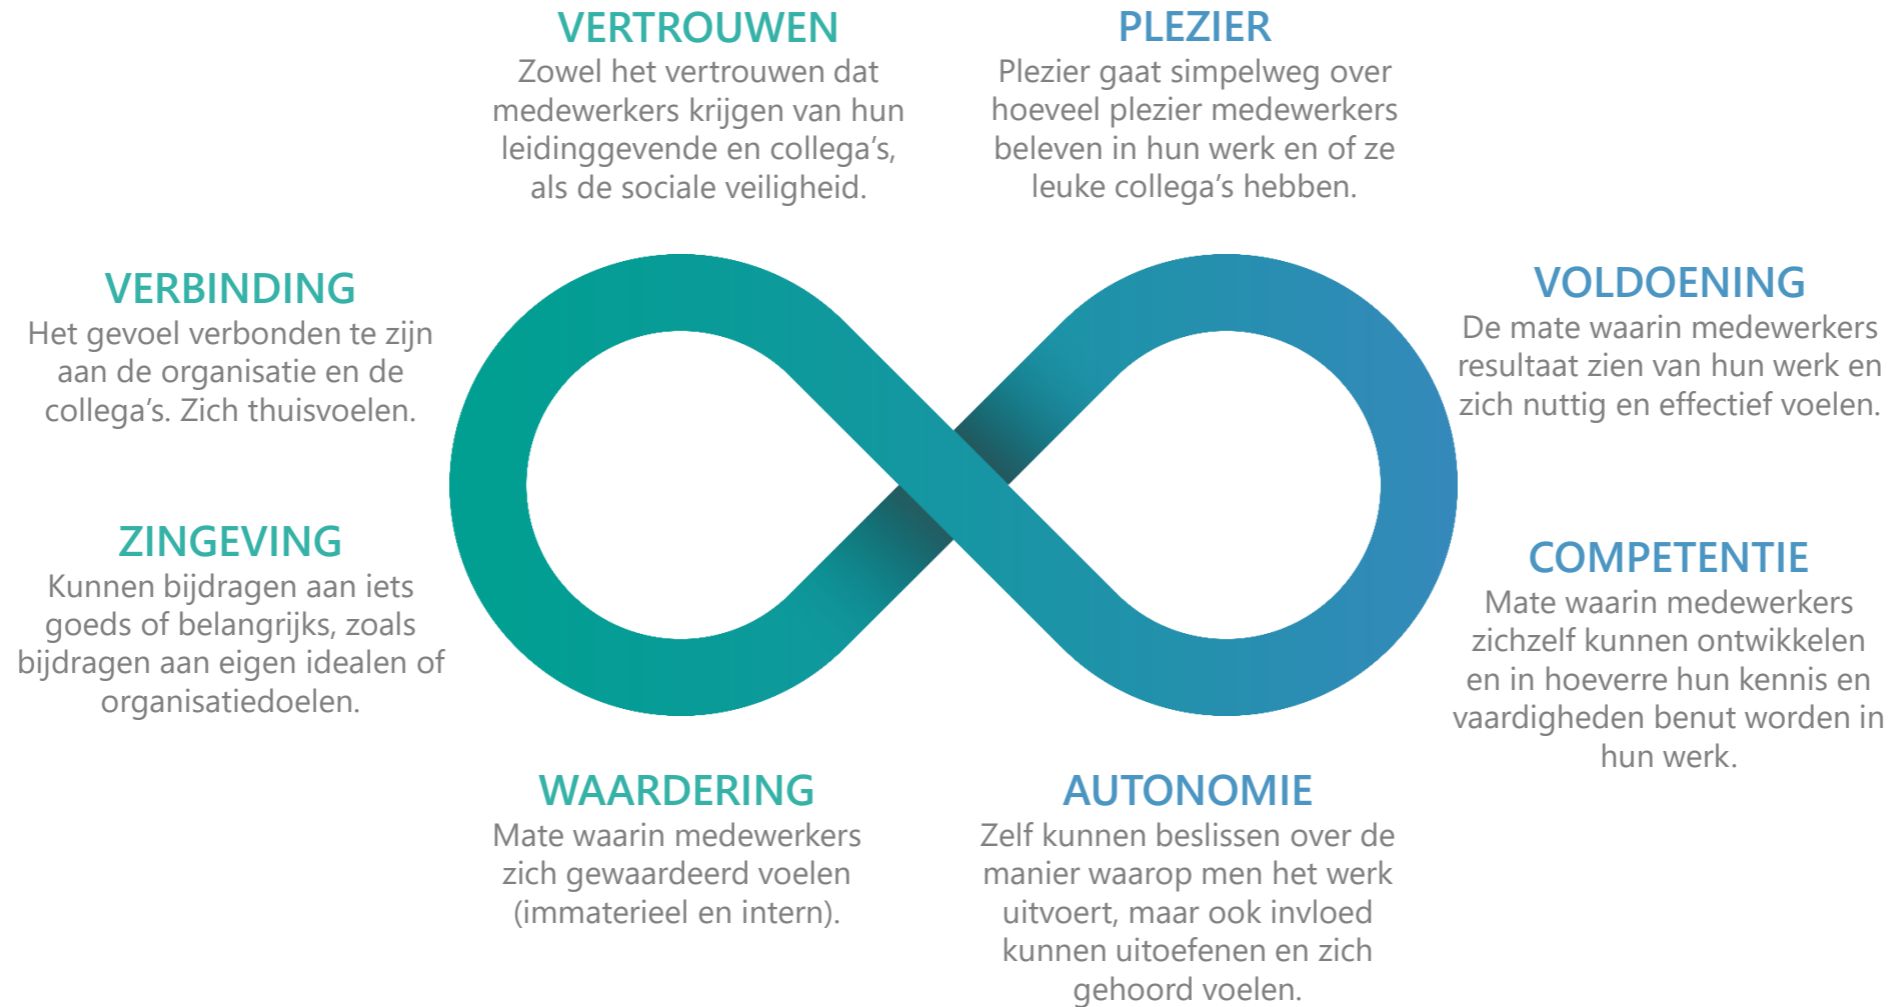 VERTROUWEN
Zowel het vertrouwen dat
medewerkers krijgen van hun
leidinggevende en collega’s,
als de sociale veiligheid.
PLEZIER
Plezier gaat simpelweg over
hoeveel plezier medewerkers
beleven in hun werk en of ze
leuke collega’s hebben.
VERBINDING
Het gevoel verbonden te zijn
aan de organisatie en de
collega’s. Zich thuisvoelen.
VOLDOENING
De mate waarin medewerkers
resultaat zien van hun werk en
zich nuttig en effectief voelen.
ZINGEVING
Kunnen bijdragen aan iets
goeds of belangrijks, zoals
bijdragen aan eigen idealen of
organisatiedoelen.
COMPETENTIE
Mate waarin medewerkers
zichzelf kunnen ontwikkelen
en in hoeverre hun kennis en
vaardigheden benut worden in
hun werk.
WAARDERING
Mate waarin medewerkers
zich gewaardeerd voelen
(immaterieel en intern).
AUTONOMIE
Zelf kunnen beslissen over de
manier waarop men het werk
uitvoert, maar ook invloed
kunnen uitoefenen en zich
gehoord voelen.